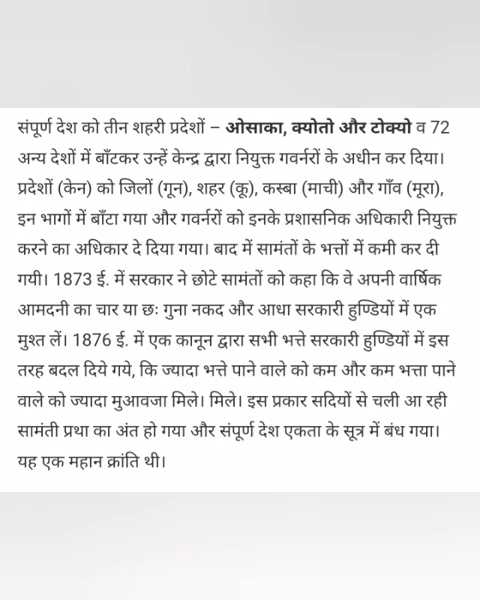 संपूर्ण देश को तीन शहरी प्रदेशों – ओसाका, क्योतो और टोक्यो व 72
अन्य देशों में बाँटकर उन्हें केन्द्र द्वारा नियुक्त गवर्नरों के अधीन कर दिया।
प्रदेशों (केन) को जिलों (गून), शहर (कू), कस्बा (माची) और गाँव (मूरा),
इन भागों में बाँटा गया और गवर्नरों को इनके प्रशासनिक अधिकारी नियुक्त
करने का अधिकार दे दिया गया। बाद में सामंतों के भत्तों में कमी कर दी
गयी। 1873 ई. में सरकार ने छोटे सामंतों को कहा कि वे अपनी वार्षिक
आमदनी का चार या छः गुना नकद और आधा सरकारी हुण्डियों में एक
मुश्त लें। 1876 ई. में एक कानून द्वारा सभी भत्ते सरकारी हुण्डियों में इस
तरह बदल दिये गये, कि ज्यादा भत्ते पाने वाले को कम और कम भत्ता पाने
वाले को ज्यादा मुआवजा मिले। मिले। इस प्रकार सदियों से चली आ रही
सामंती प्रथा का अंत हो गया और संपूर्ण देश एकता के सूत्र में बंध गया।
यह एक महान क्रांति थी।